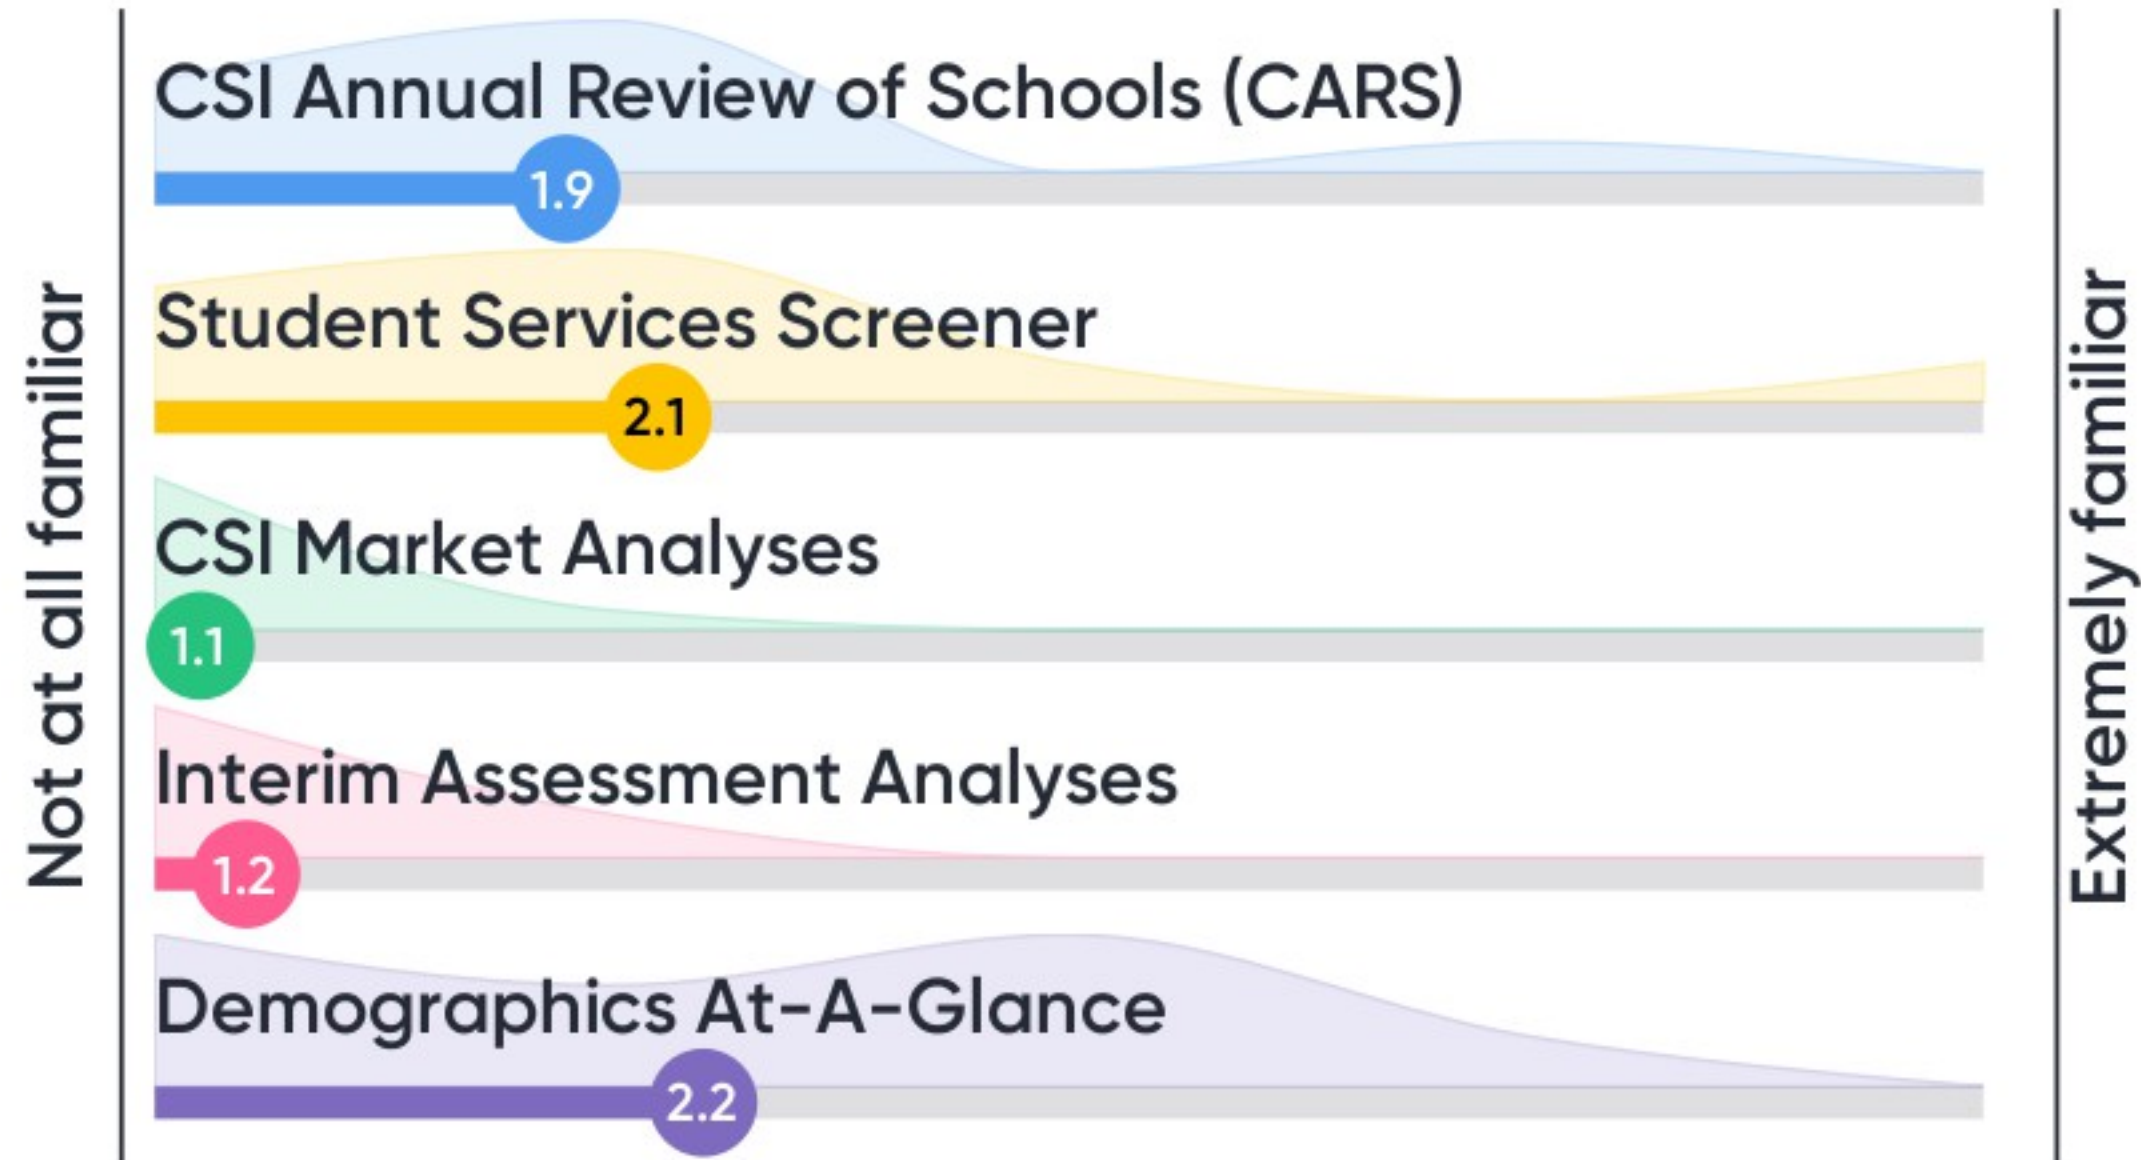 Not at all familiar
CSI Annual Review of Schools (CARS)
1.9
Student Services Screener
2.1
CSI Market Analyses
1.1
Interim Assessment Analyses
1.2
Demographics At-A-Glance
2.2
Extremely familiar